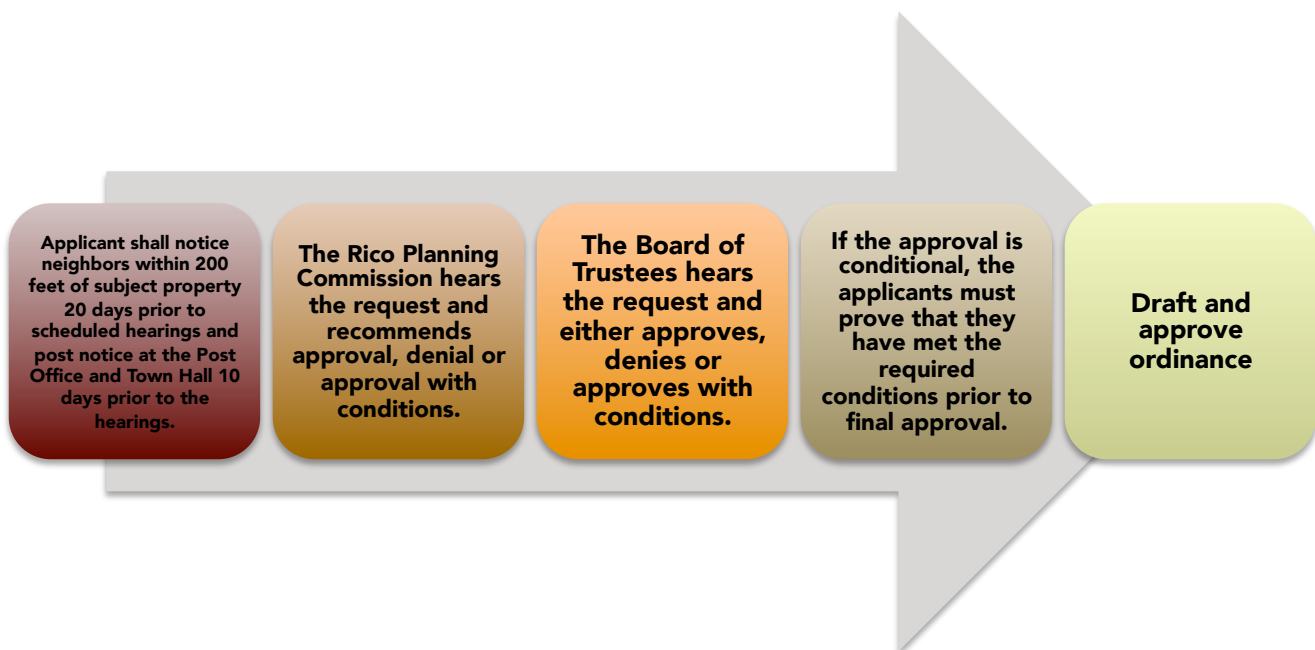 Applicant shall notice
neighbors within 200
feet of subject property
20 days prior to
scheduled hearings and
post notice at the Post
Office and Town Hall 10
days prior to the
hearings.
The Rico Planning
Commission hears
the request and
recommends
approval, denial or
approval with
conditions.
The Board of
Trustees hears
the request and
either approves,
denies or
approves with
conditions.
If the approval is
conditional, the
applicants must
prove that they
have met the
required
conditions prior to
final approval.
Draft and
approve
ordinance